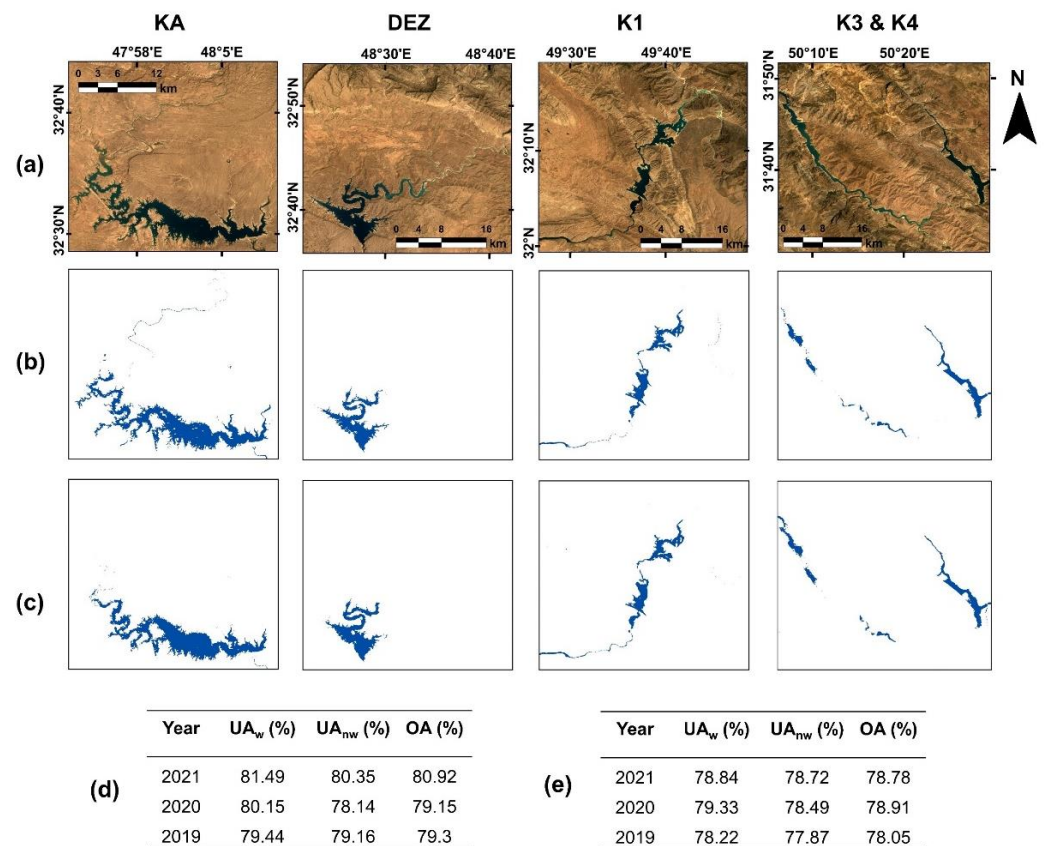 KA DEZ K1 K3 & K4
47°58'E 48°5'E 48°30'E 48°40'E 49°30'E 49°40'E 50°10'E 50°20'E
N
(a)
32°40'N 32°30'N
0 3 6 12 km
32°50'N 32°40'N
0 4 8 16 km
32°10'N 32°N
0 4 8 16 km
31°50'N 31°40'N
0 4 8 16 km
(b)
(c)
(d)
Year UAw (%) UAnw (%) OA (%)
2021 81.49 80.35 80.92
2020 80.15 78.14 79.15
2019 79.44 79.16 79.3
(e)
Year UAw (%) UAnw (%) OA (%)
2021 78.84 78.72 78.78
2020 79.33 78.49 78.91
2019 78.22 77.87 78.05